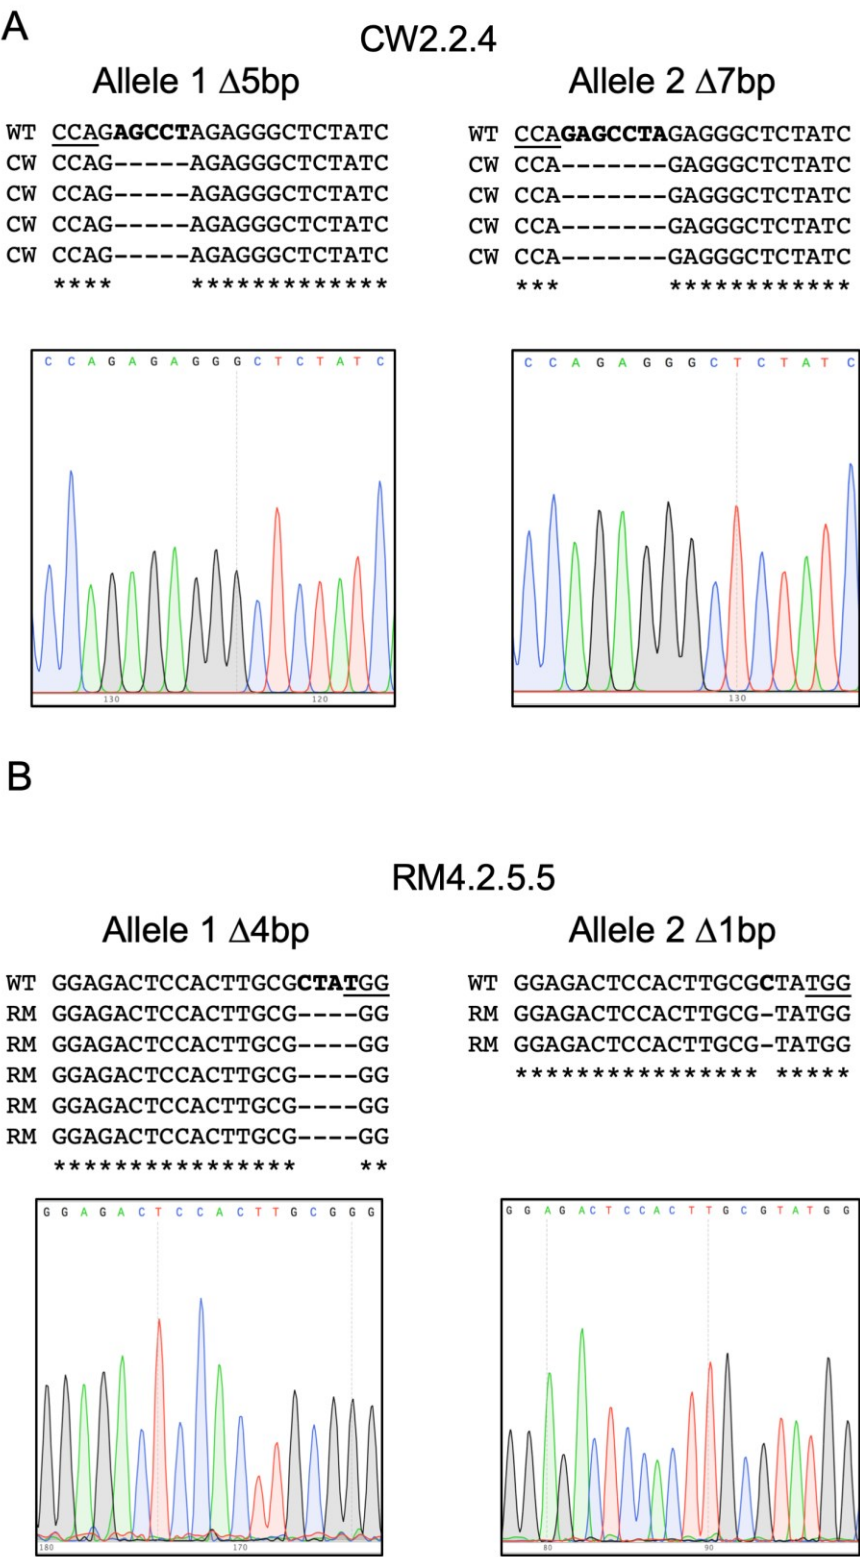 A
CW2.2.4
Allele 1 Δ5bp
WT CCAGAGCCTAGAGGGCTCTATC
CW CCAG-----AGAGGGCTCTATC
CW CCAG-----AGAGGGCTCTATC
CW CCAG-----AGAGGGCTCTATC
CW CCAG-----AGAGGGCTCTATC
**** *************
C C A G A G A G G G C T C T A T C
130 120
Allele 2 Δ7bp
WT CCAGAGCCTAGAGGGCTCTATC
CW CCA-------GAGGGCTCTATC
CW CCA-------GAGGGCTCTATC
CW CCA-------GAGGGCTCTATC
CW CCA-------GAGGGCTCTATC
*** ************
C C A G A G G G C T C T A T C
130
B
RM4.2.5.5
Allele 1 Δ4bp
WT GGAGACTCCACTTGCGCTATGG
RM GGAGACTCCACTTGCG----GG
RM GGAGACTCCACTTGCG----GG
RM GGAGACTCCACTTGCG----GG
RM GGAGACTCCACTTGCG----GG
RM GGAGACTCCACTTGCG----GG
**************** **
G G A G A C T C C A C T T G C G G G
180 170
Allele 2 Δ1bp
WT GGAGACTCCACTTGCGCTATGG
RM GGAGACTCCACTTGCG-TATGG
RM GGAGACTCCACTTGCG-TATGG
**************** *****
G G A G A C T C C A C T T G C G T A T G G
80 90